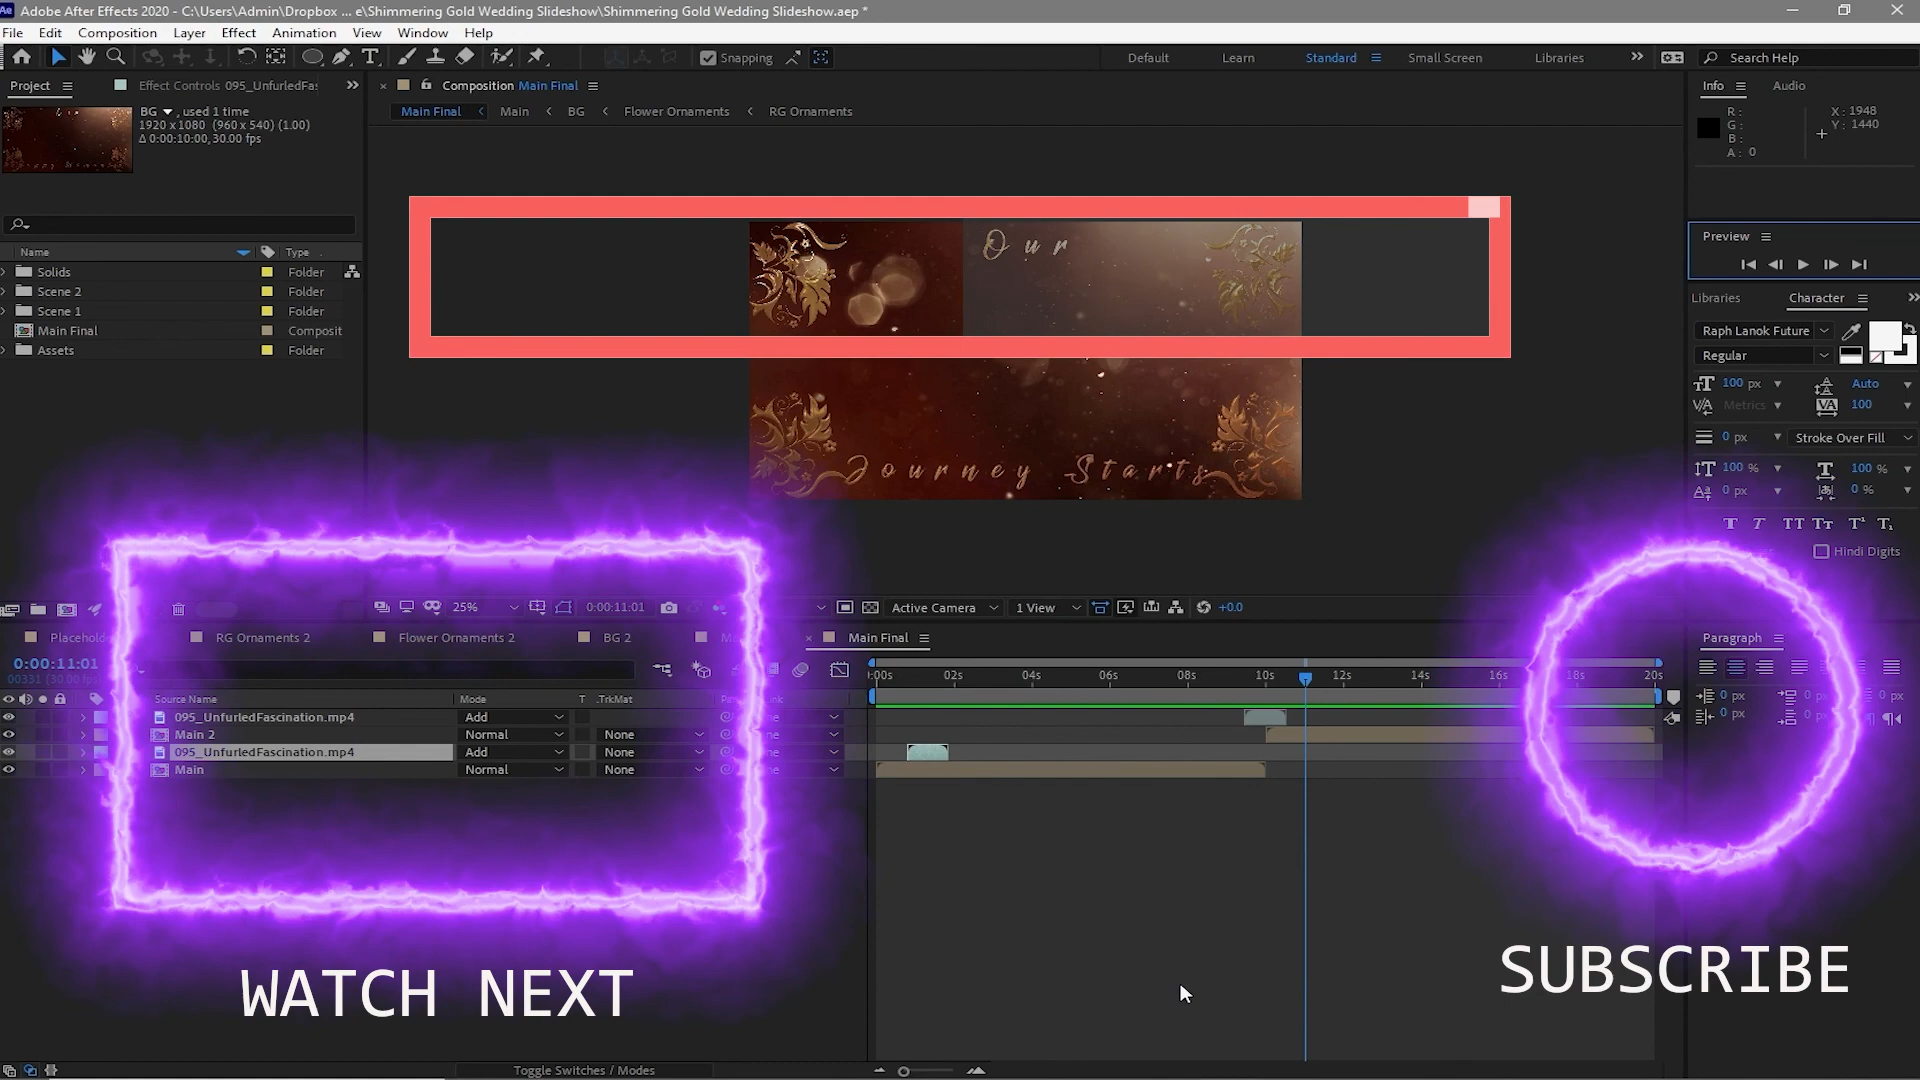 Adobe After Effects 2020 - C:\Users\Admin\Dropbox ... e\Shimmering Gold Wedding Slideshow\Shimmering Gold Wedding Slideshow.aep *
File Edit Composition Layer Effect Animation View Window Help
Snapping Default Learn Standard Small Screen Libraries Search Help
Project Effect Controls 095_UnfurledFas
Composition Main Final
Info Audio
BG , used 1 time
1920 x 1080 (960 x 540) (1.00)
Δ 0:00:10:00, 30.00 fps
Main Final Main BG Flower Ornaments RG Ornaments
R :
G :
B :
A : 0
X : 1948
Y : 1440
Our
Preview
Name Type
Solids Folder
Scene 2 Folder
Scene 1 Folder
Main Final Composit
Assets Folder
Libraries Character
Raph Lanok Future
Regular
100 px Auto
Metrics 100
0 px Stroke Over Fill
100 % 100 %
0 px 0 %
Journey Starts
Hindi Digits
25% 0:00:11:01 Active Camera 1 View +0.0
RG Ornaments 2 Flower Ornaments 2 BG 2 Main Final
Paragraph
0:00:11:01
00331 (30.00
:00s 02s 04s 06s 08s 10s 12s 14s 16s 18s 20s
Source Name Mode T .TrkMat
095_UnfurledFascination.mp4 Add
Main 2 Normal None
095_UnfurledFascination.mp4 Add None
Main Normal None
0 px 0 px 0 px
0 px 0 px
WATCH NEXT
SUBSCRIBE
Toggle Switches / Modes